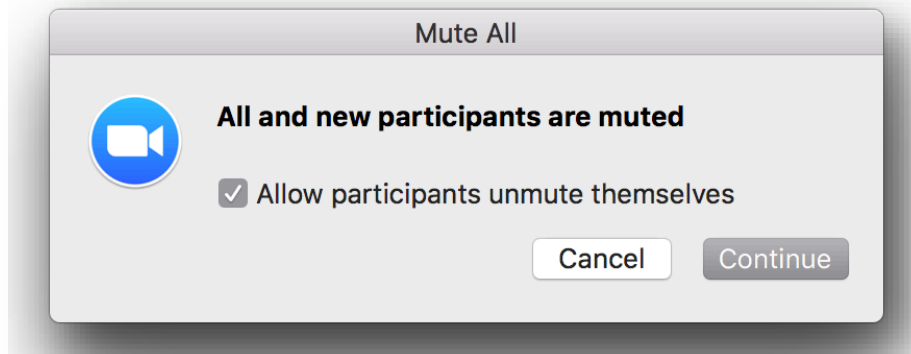 Mute All
All and new participants are muted
Allow participants unmute themselves
Cancel
Continue